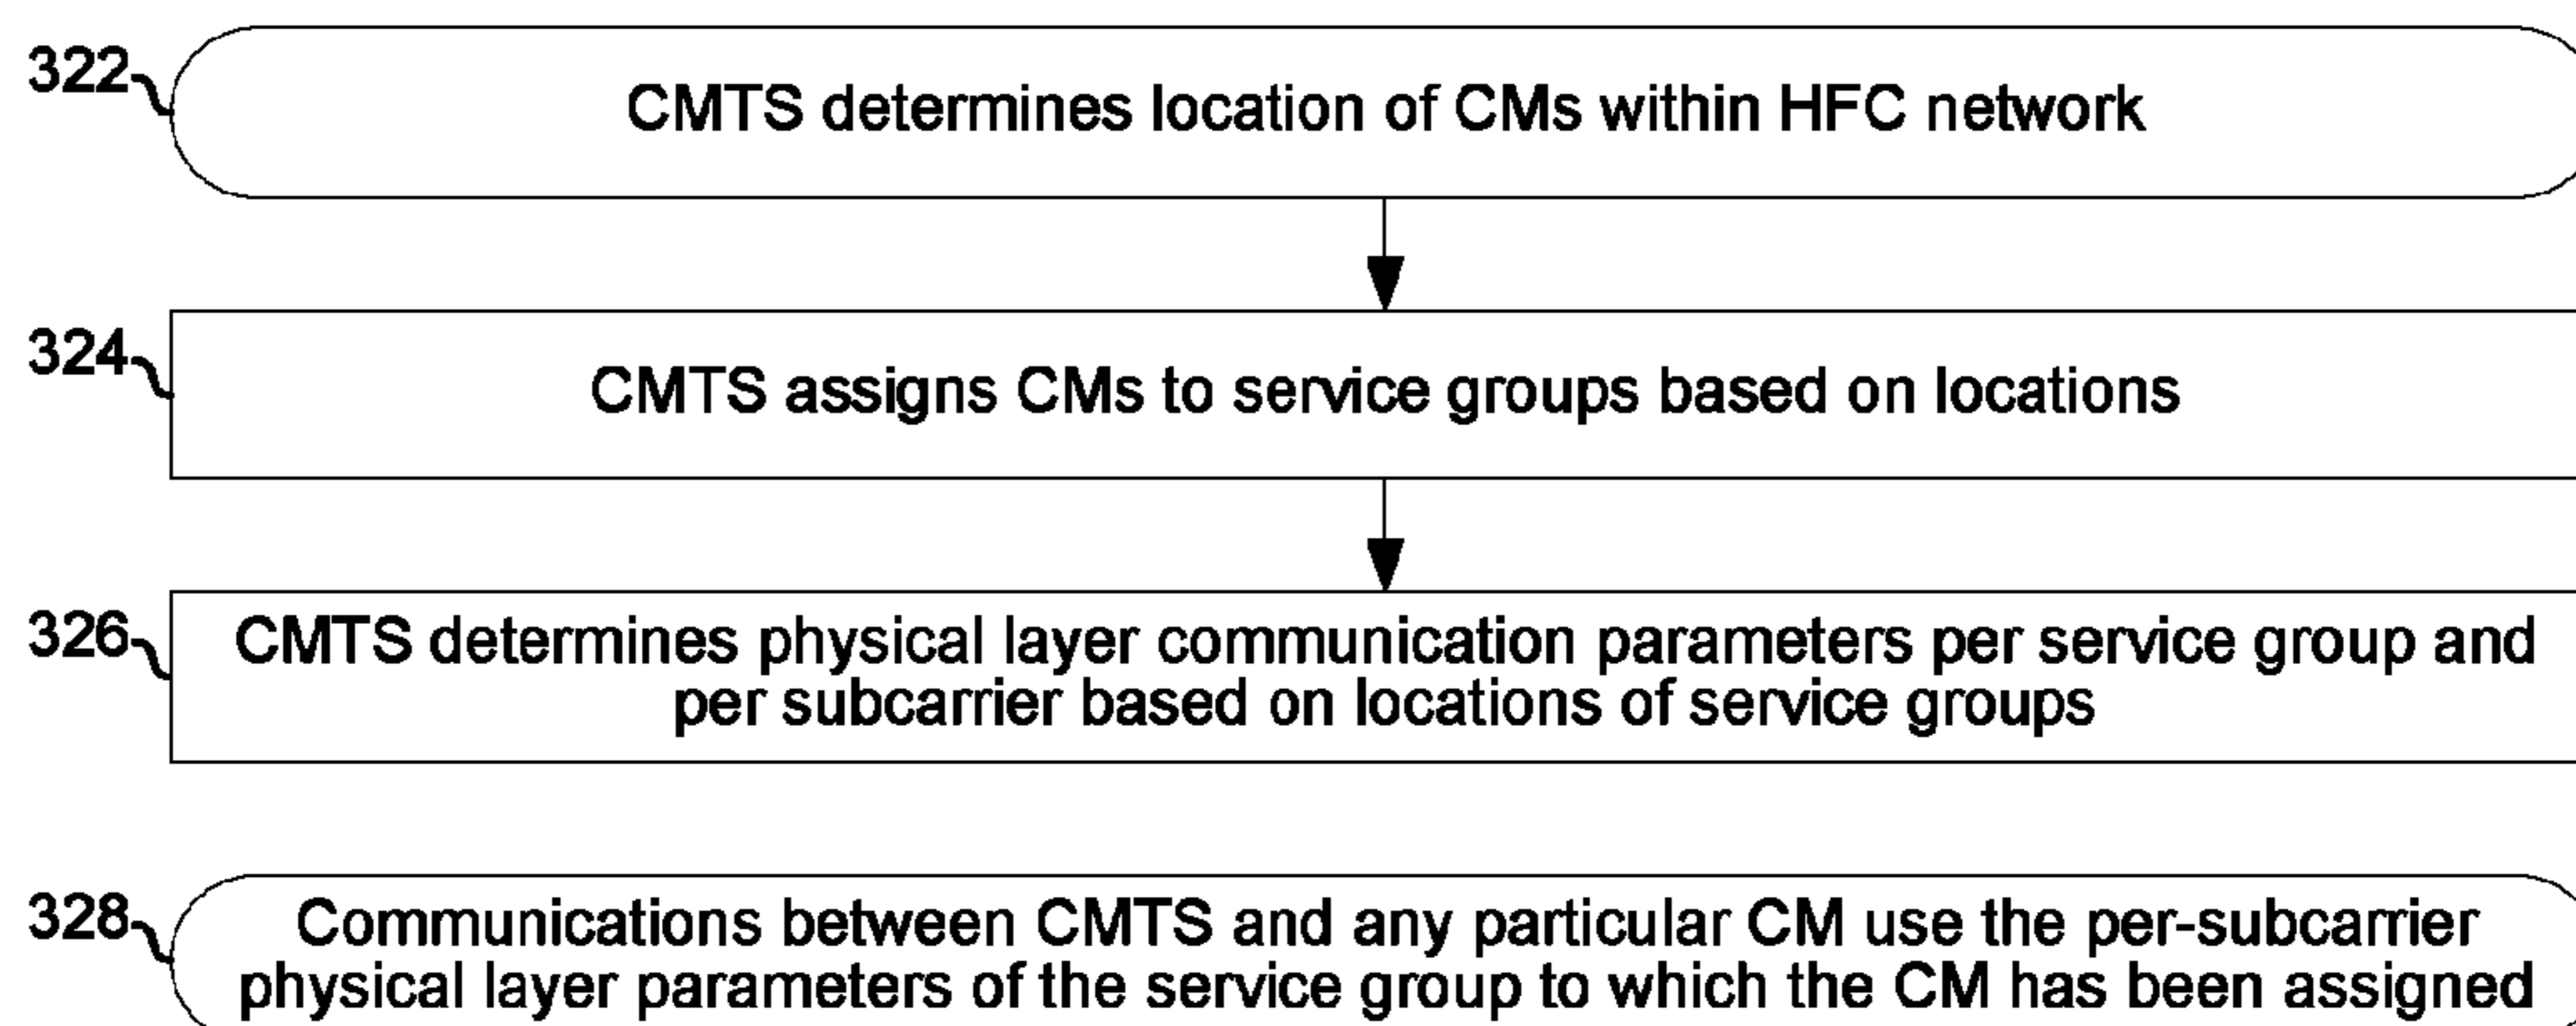 322
CMTS determines location of CMs within HFC network
324
CMTS assigns CMs to service groups based on locations
326
CMTS determines physical layer communication parameters per service group and
per subcarrier based on locations of service groups
328
Communications between CMTS and any particular CM use the per-subcarrier
physical layer parameters of the service group to which the CM has been assigned